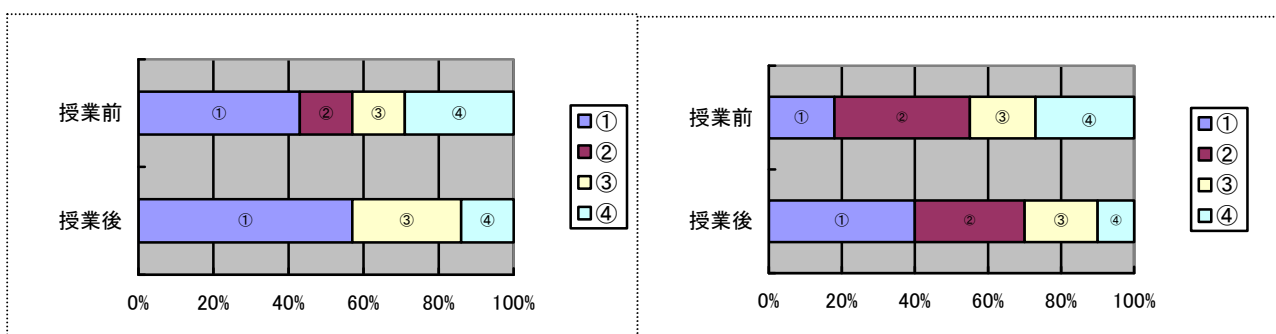 授業前 ① ② ③ ④
授業後 ① ③ ④
0% 20% 40% 60% 80% 100%
①
②
③
④
授業前 ① ② ③ ④
授業後 ① ② ③ ④
0% 20% 40% 60% 80% 100%
①
②
③
④